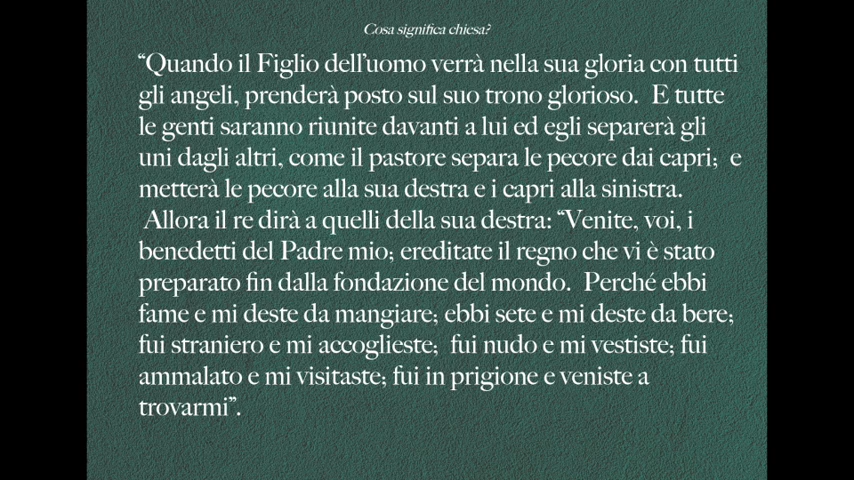 Cosa significa chiesa?
“Quando il Figlio dell’uomo verrà nella sua gloria con tutti
gli angeli, prenderà posto sul suo trono glorioso.  E tutte
le genti saranno riunite davanti a lui ed egli separerà gli
uni dagli altri, come il pastore separa le pecore dai capri;  e
metterà le pecore alla sua destra e i capri alla sinistra.
Allora il re dirà a quelli della sua destra: “Venite, voi, i
benedetti del Padre mio; ereditate il regno che vi è stato
preparato fin dalla fondazione del mondo.  Perché ebbi
fame e mi deste da mangiare; ebbi sete e mi deste da bere;
fui straniero e mi accoglieste;  fui nudo e mi vestiste; fui
ammalato e mi visitaste; fui in prigione e veniste a
trovarmi”.